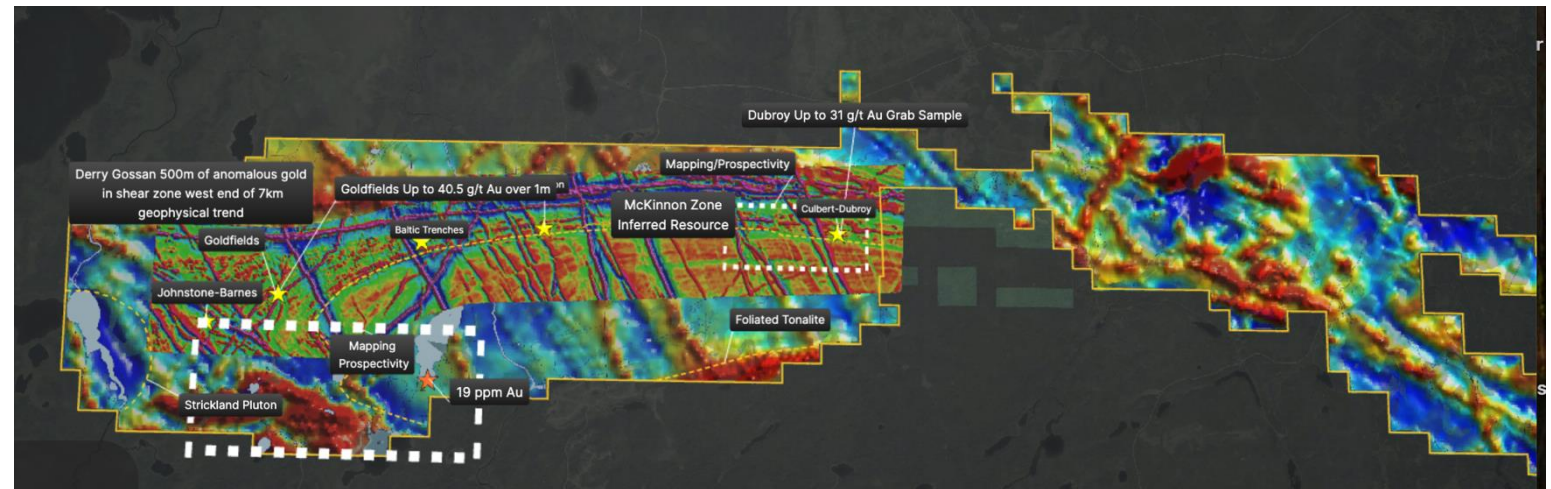 Dubroy Up to 31 g/t Au Grab Sample
Mapping/Prospectivity
Derry Gossan 500m of anomalous gold
in shear zone west end of 7km
geophysical trend
Goldfields Up to 40.5 g/t Au over 1m
McKinnon Zone
Inferred Resource
Culbert-Dubroy
Baltic Trenches
Goldfields
Johnstone-Barnes
Foliated Tonalite
Mapping
Prospectivity
19 ppm Au
Strickland Pluton